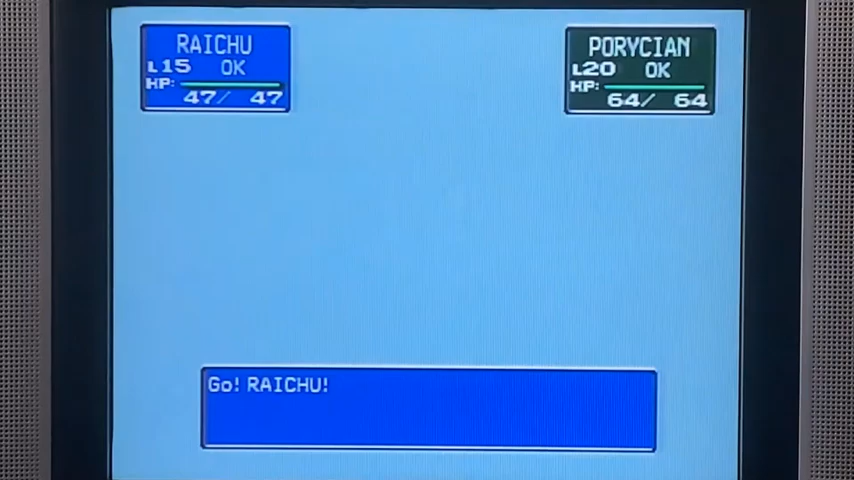 RAICHU
L15 OK
HP:
47/ 47
PORYCIAN
L20 OK
HP:
64/ 64
Go! RAICHU!